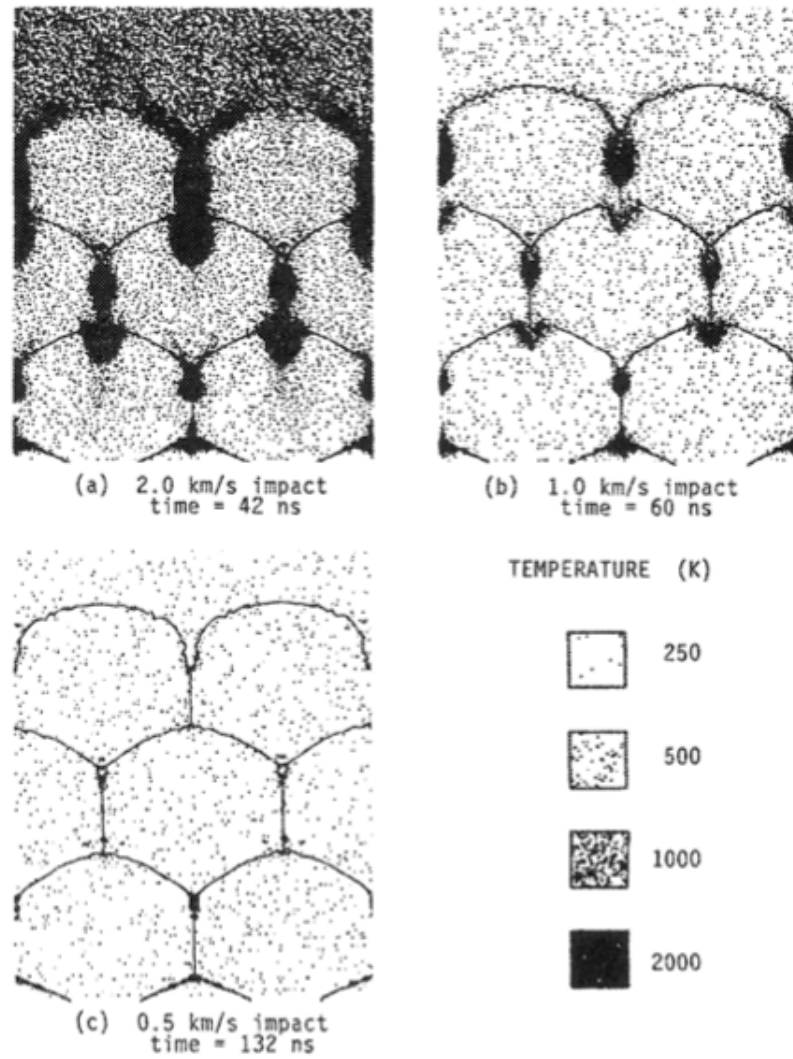 (a) 2.0 km/s impact
time = 42 ns
(b) 1.0 km/s impact
time = 60 ns
TEMPERATURE (K)
250
500
1000
2000
(c) 0.5 km/s impact
time = 132 ns